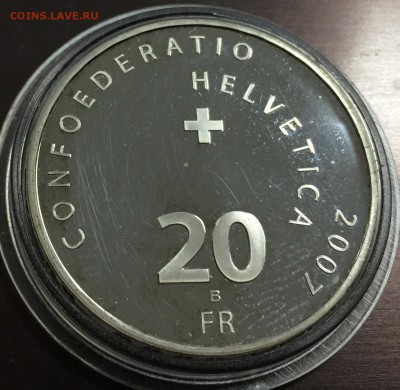 COINS.LAVE.RU
CONFOEDERATIO
HELVETICA
2007
20
B
FR